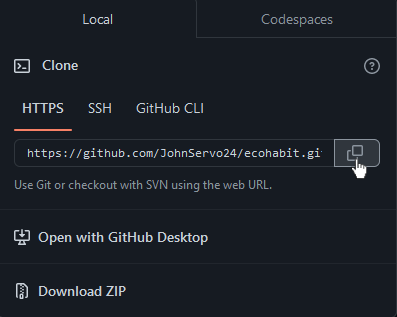 Local
Codespaces
Clone
HTTPS
SSH
GitHub CLI
https://github.com/JohnServo24/ecohabit.gi
Use Git or checkout with SVN using the web URL.
Open with GitHub Desktop
Download ZIP